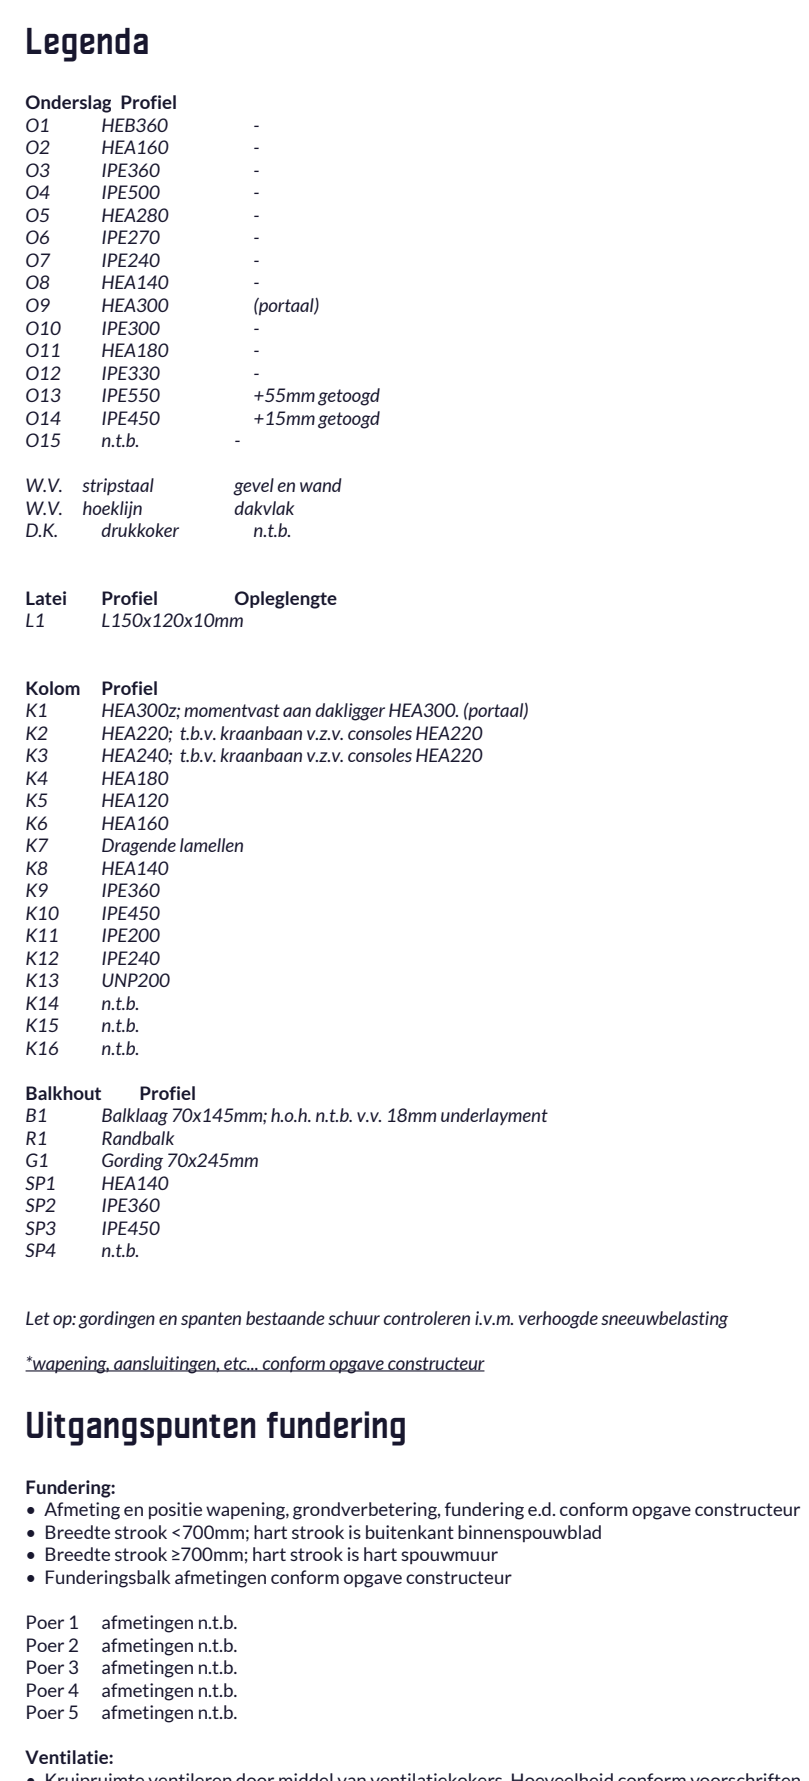 Legenda
Onderslag Profiel
O1 HEB360 -
O2 HEA160 -
O3 IPE360 -
O4 IPE500 -
O5 HEA280 -
O6 IPE270 -
O7 IPE240 -
O8 HEA140 -
O9 HEA300 (portaal)
O10 IPE300 -
O11 HEA180 -
O12 IPE330 -
O13 IPE550 +55mm getoogd
O14 IPE450 +15mm getoogd
O15 n.t.b. -
W.V. stripstaal gevel en wand
W.V. hoeklijn dakvlak
D.K. drukkoker n.t.b.
Latei Profiel Opleglengte
L1 L150x120x10mm
Kolom Profiel
K1 HEA300z; momentvast aan dakligger HEA300. (portaal)
K2 HEA220; t.b.v. kraanbaan v.z.v. consoles HEA220
K3 HEA240; t.b.v. kraanbaan v.z.v. consoles HEA220
K4 HEA180
K5 HEA120
K6 HEA160
K7 Dragende lamellen
K8 HEA140
K9 IPE360
K10 IPE450
K11 IPE200
K12 IPE240
K13 UNP200
K14 n.t.b.
K15 n.t.b.
K16 n.t.b.
Balkhout Profiel
B1 Balklaag 70x145mm; h.o.h. n.t.b. v.v. 18mm underlayment
R1 Randbalk
G1 Gording 70x245mm
SP1 HEA140
SP2 IPE360
SP3 IPE450
SP4 n.t.b.
Let op: gordingen en spanten bestaande schuur controleren i.v.m. verhoogde sneeuwbelasting
*wapening, aansluitingen, etc... conform opgave constructeur
Uitgangspunten fundering
Fundering:
• Afmeting en positie wapening, grondverbetering, fundering e.d. conform opgave constructeur
• Breedte strook <700mm; hart strook is buitenkant binnenspouwblad
• Breedte strook ≥700mm; hart strook is hart spouwmuur
• Funderingsbalk afmetingen conform opgave constructeur
Poer 1 afmetingen n.t.b.
Poer 2 afmetingen n.t.b.
Poer 3 afmetingen n.t.b.
Poer 4 afmetingen n.t.b.
Poer 5 afmetingen n.t.b.
Ventilatie:
• Kruipruimte ventileren door middel van ventilatiekokers. Hoeveelheid conform voorschriften